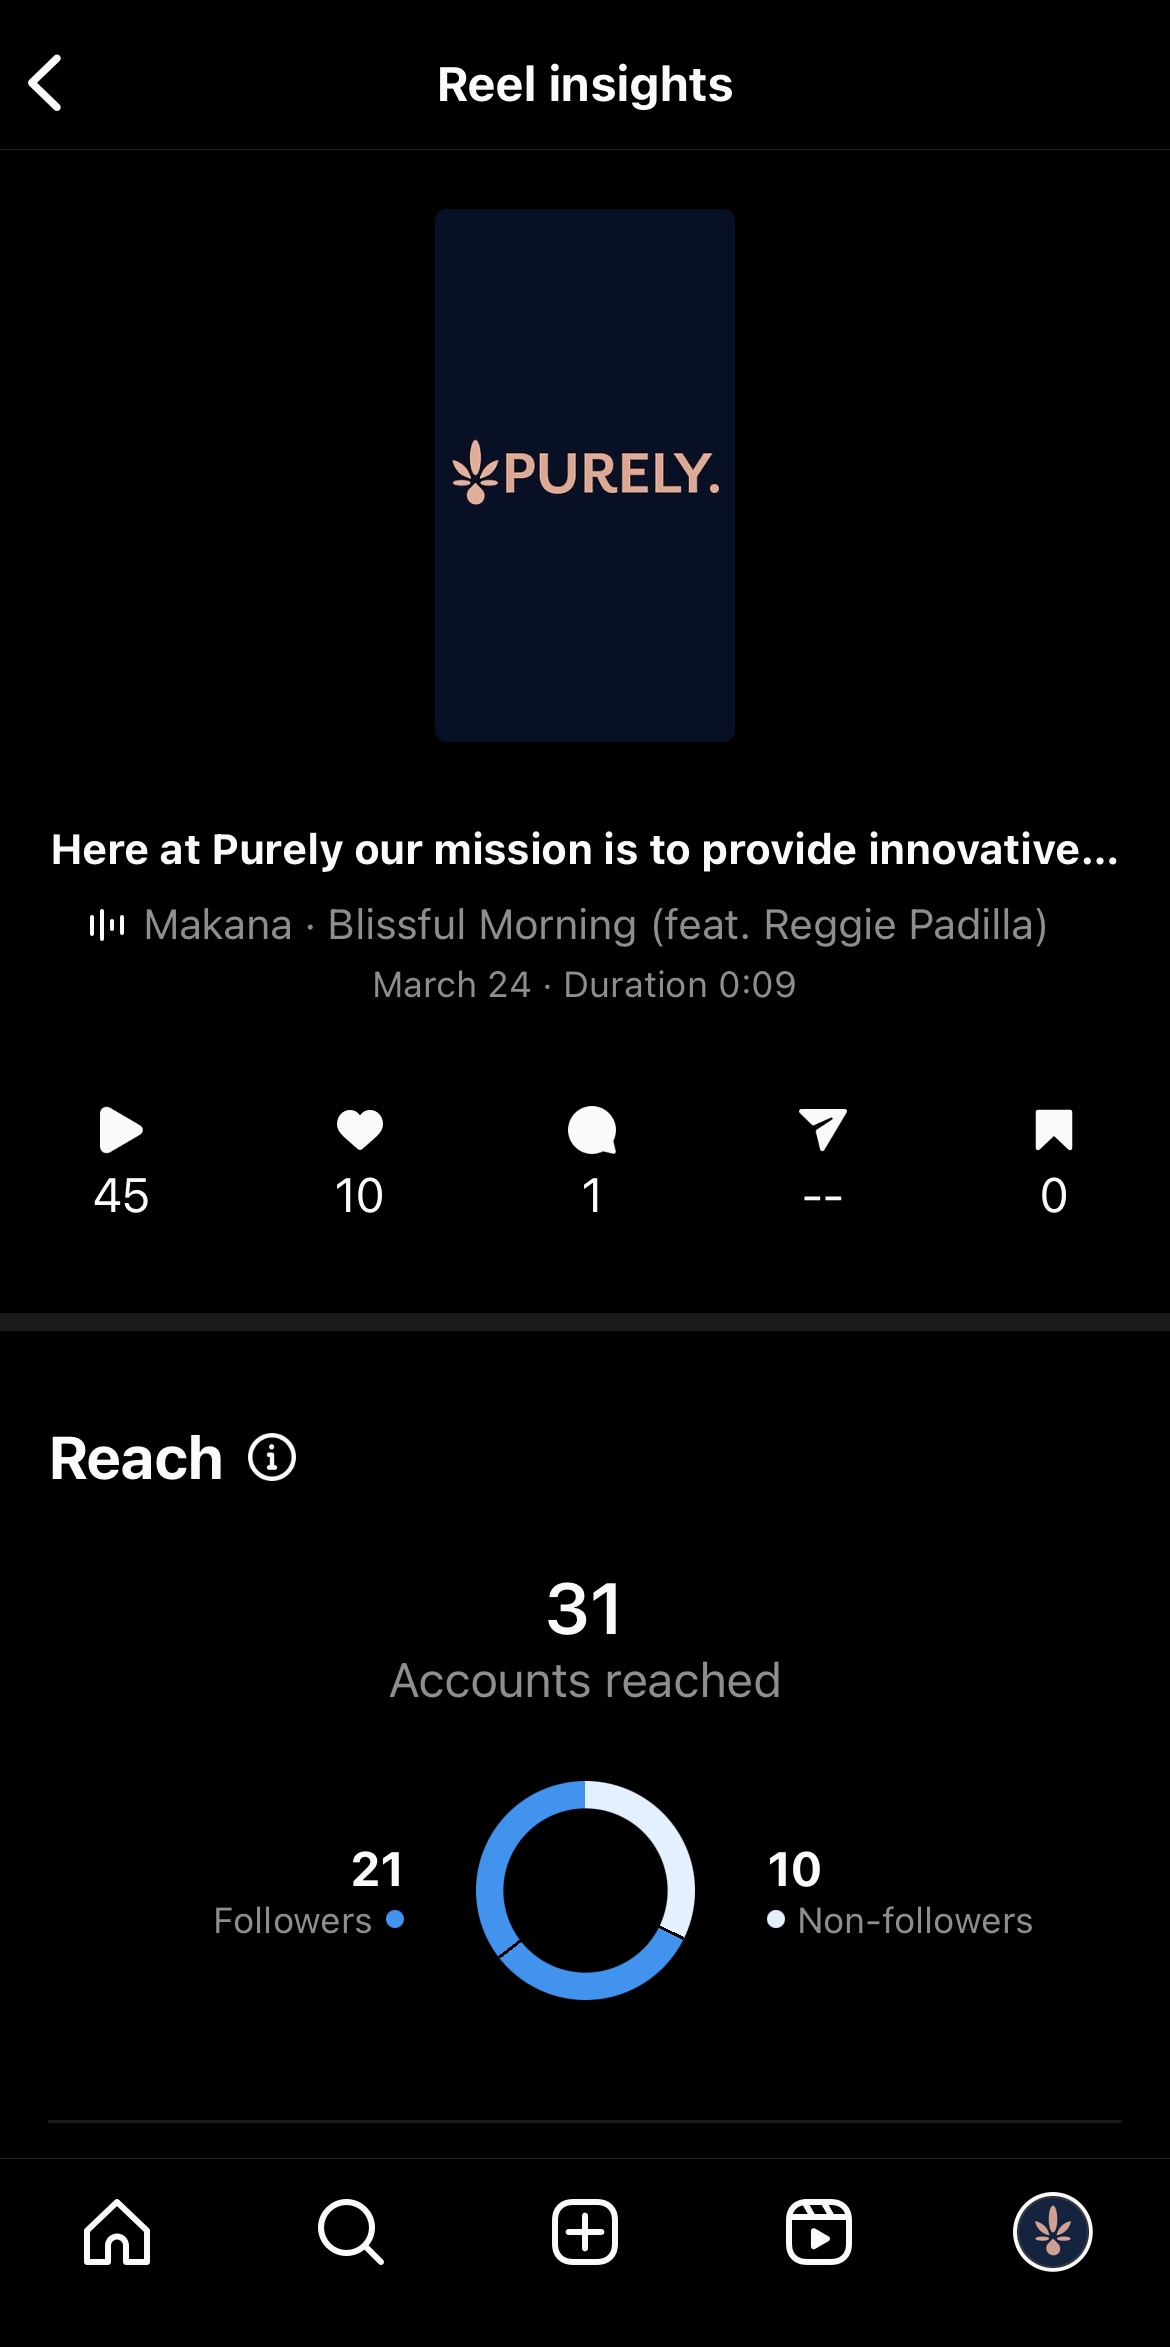 Reel insights
PURELY.
Here at Purely our mission is to provide innovative...
Makana · Blissful Morning (feat. Reggie Padilla)
March 24 · Duration 0:09
45 10 1 -- 0
Reach
31
Accounts reached
21
Followers
10
Non-followers